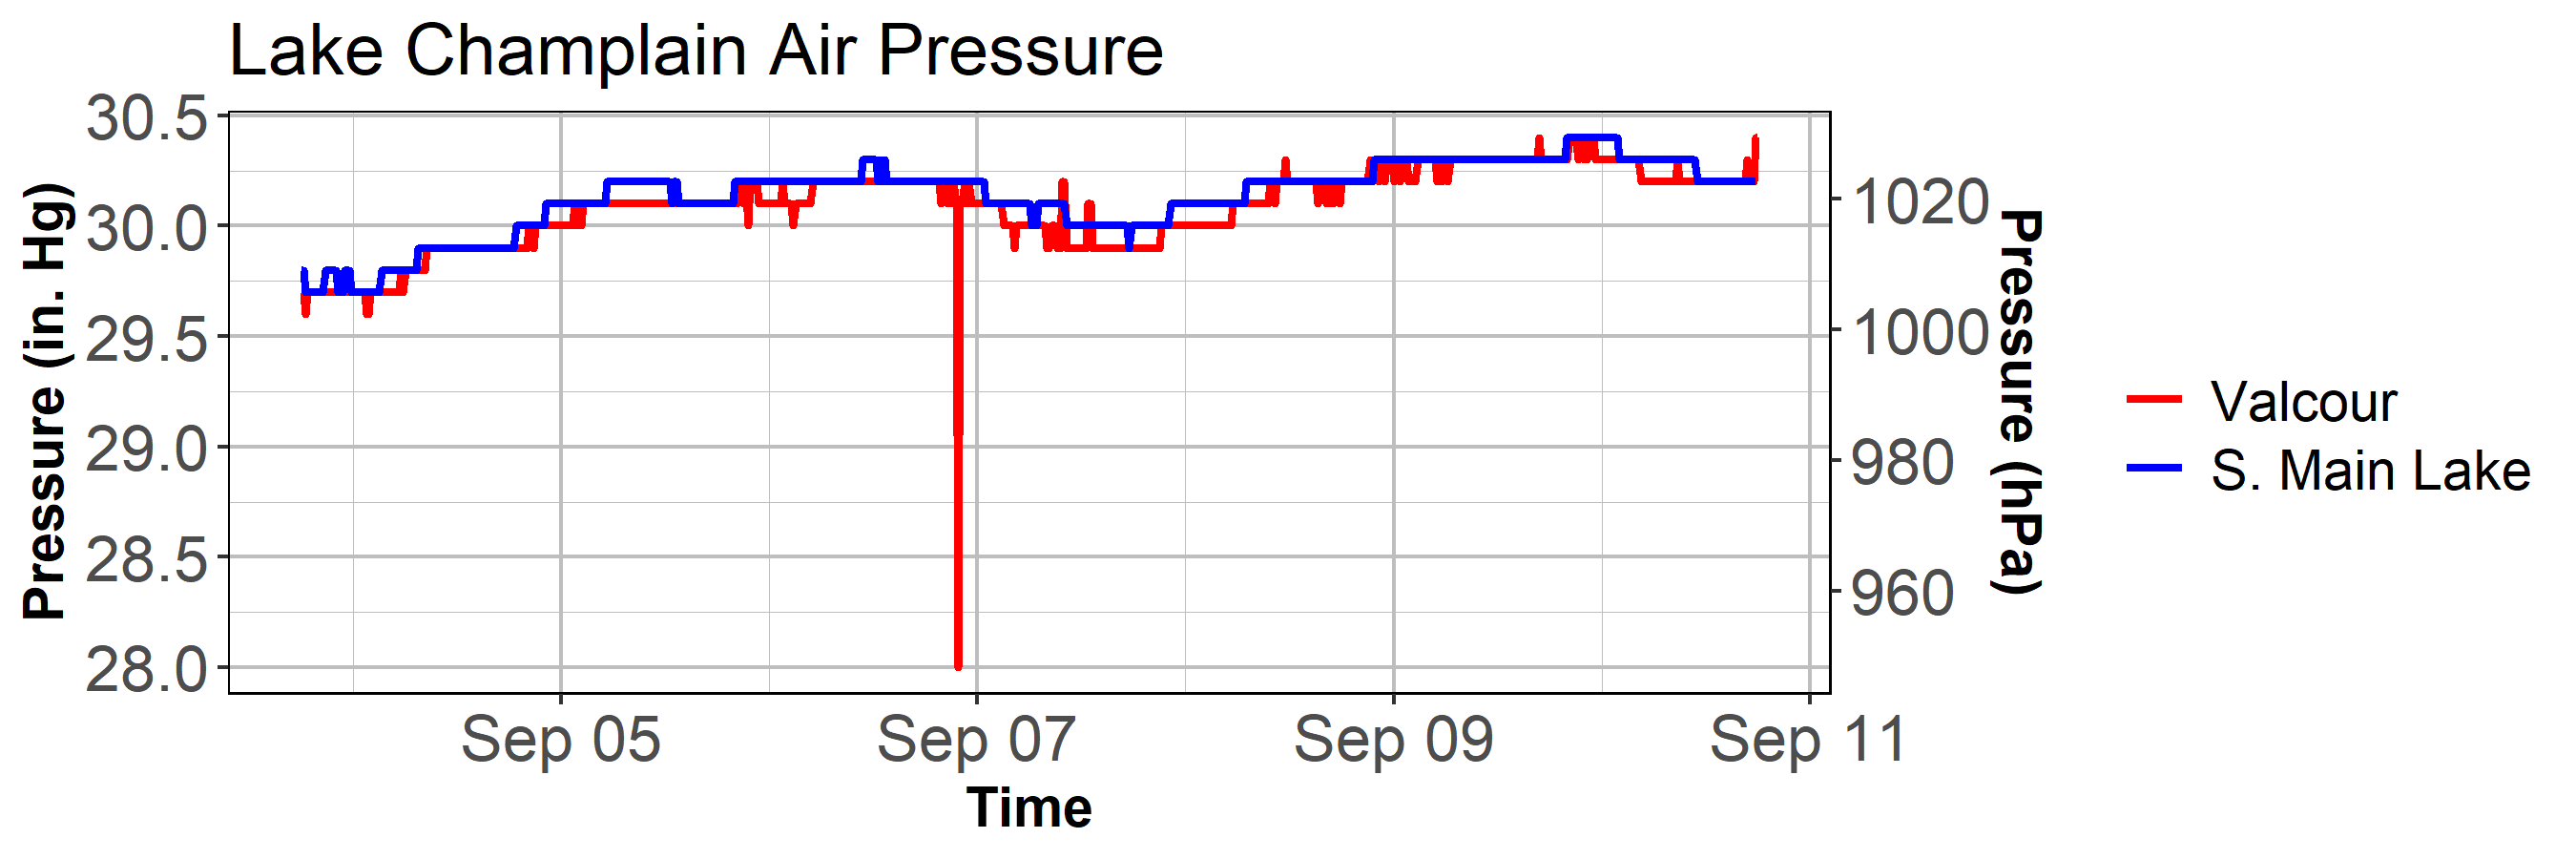 Lake Champlain Air Pressure
Pressure (in. Hg)
30.5
30.0
29.5
29.0
28.5
28.0
1020
1000
980
960
Pressure (hPa)
Valcour
S. Main Lake
Sep 05 Sep 07 Sep 09 Sep 11
Time